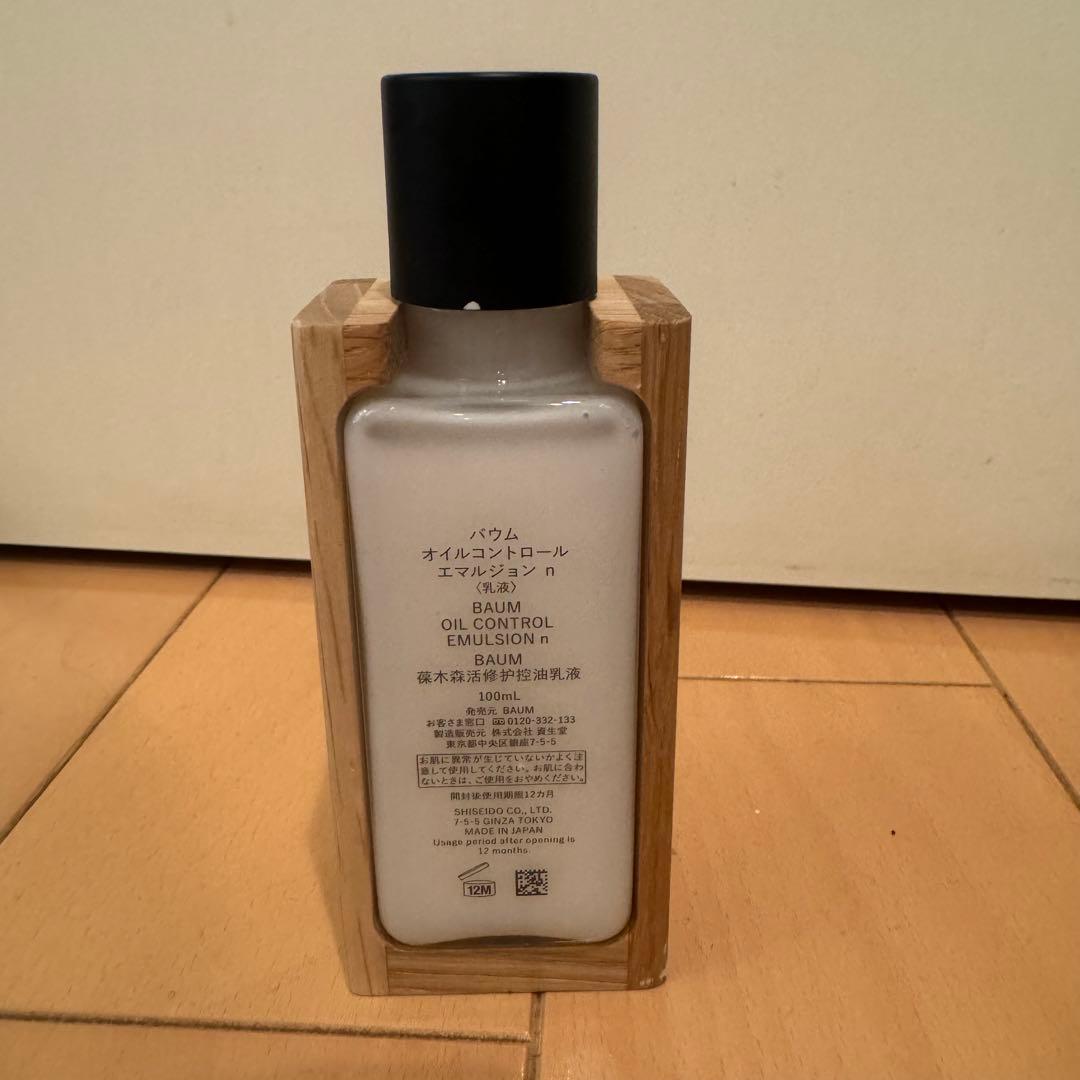 バウム
オイルコントロール
エマルジョン n
〈乳液〉
BAUM
OIL CONTROL
EMULSION n
BAUM
葆木森活修护控油乳液
100mL
発売元 BAUM
お客さま窓口 0120-332-133
製造販売元 株式会社 資生堂
東京都中央区銀座7-5-5
お肌に異常が生じていないかよく注
意して使用してください。お肌に合わ
ないときは、ご使用をおやめください。
開封後使用期限12カ月
SHISEIDO CO., LTD.
7-5-5 GINZA TOKYO
MADE IN JAPAN
Usage period after opening is
12 months.
12M